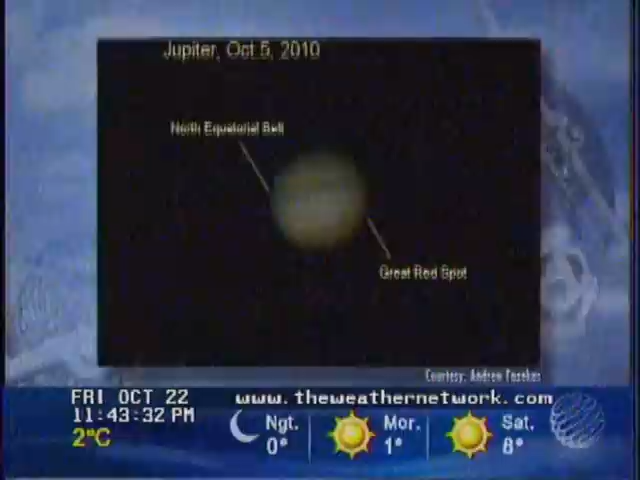 Jupiter, Oct 5, 2010
North Equatorial Belt
Great Red Spot
Courtesy: Andrew Fazekas
FRI OCT 22
www.theweathernetwork.com
11:43:32 PM
2°C
Ngt.
0°
Mor.
1°
Sat.
8°